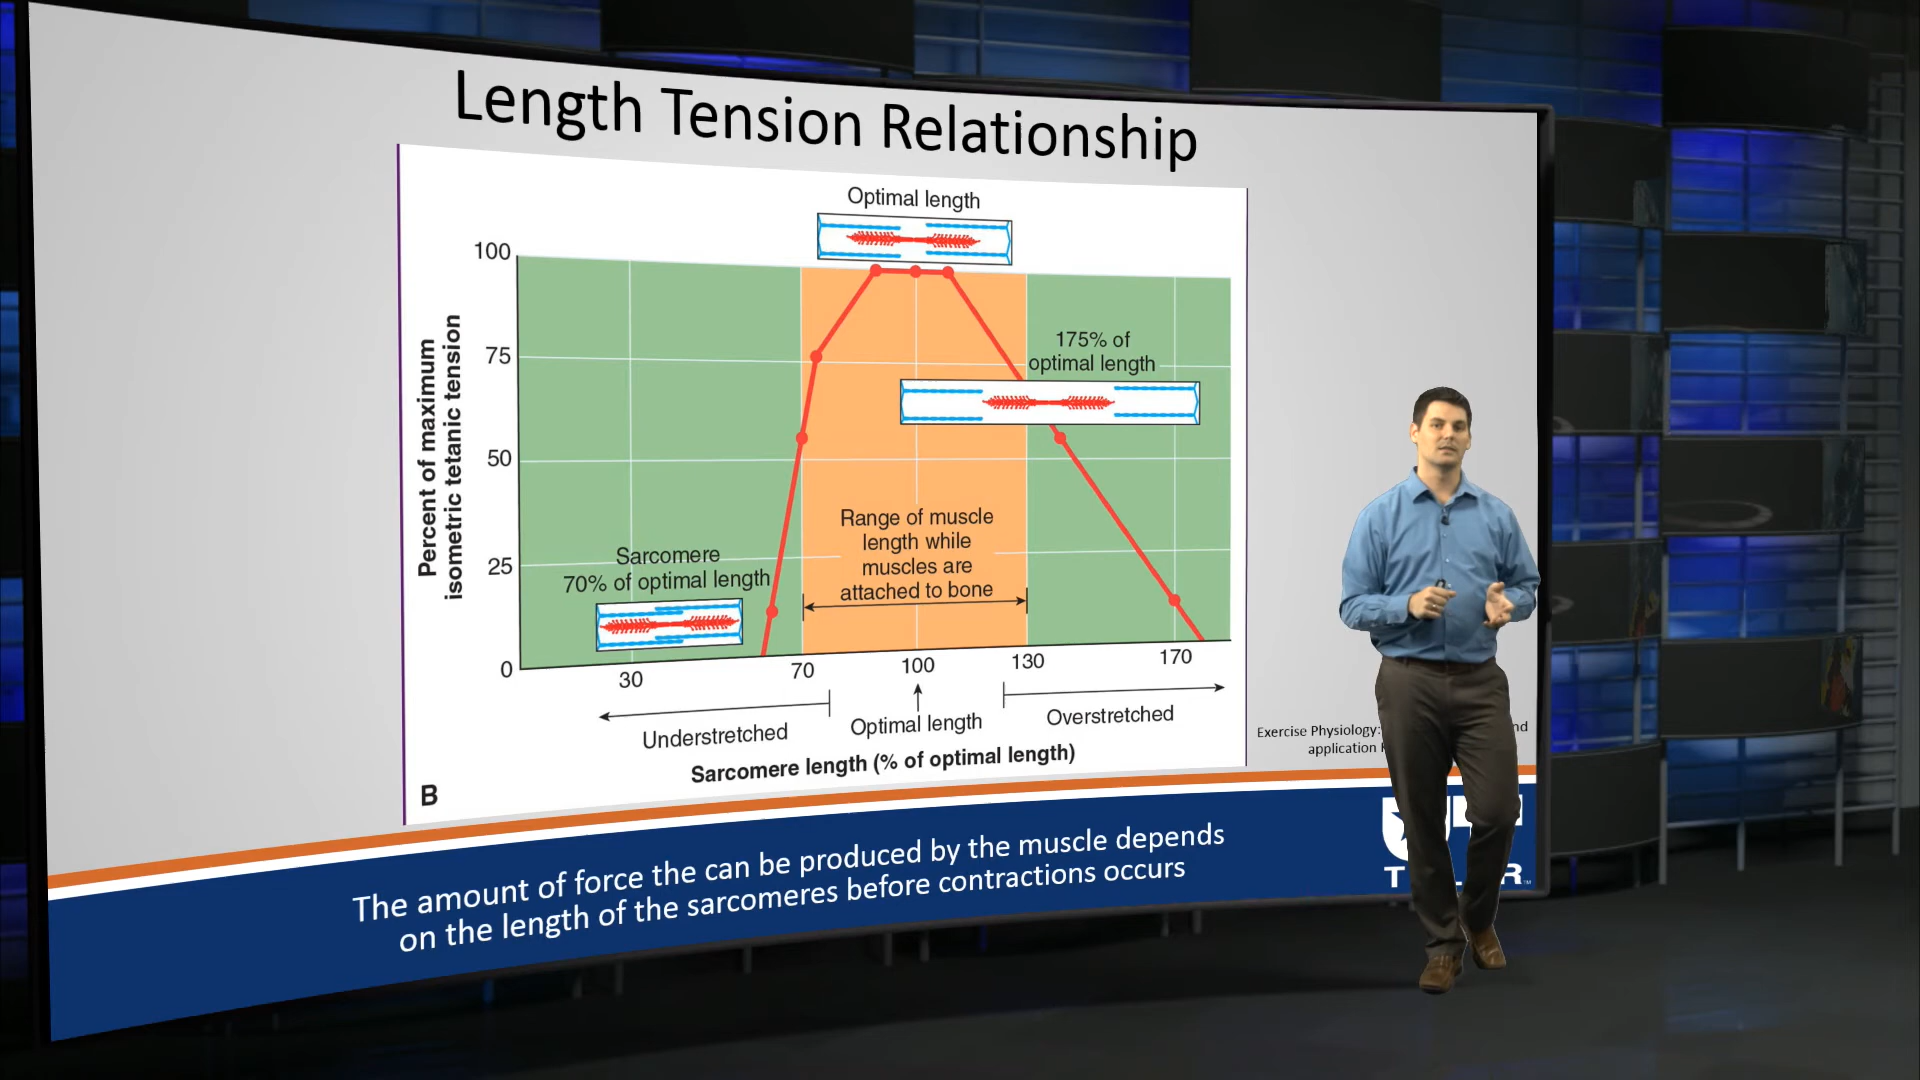 Length Tension Relationship
Optimal length
100
75
50
25
0
Percent of maximum
isometric tetanic tension
175% of
optimal length
Sarcomere
70% of optimal length
Range of muscle
length while
muscles are
attached to bone
30
70
100
130
170
Understretched
Optimal length
Overstretched
Sarcomere length (% of optimal length)
B
Exercise Physiology:
application
The amount of force the can be produced by the muscle depends
on the length of the sarcomeres before contractions occurs